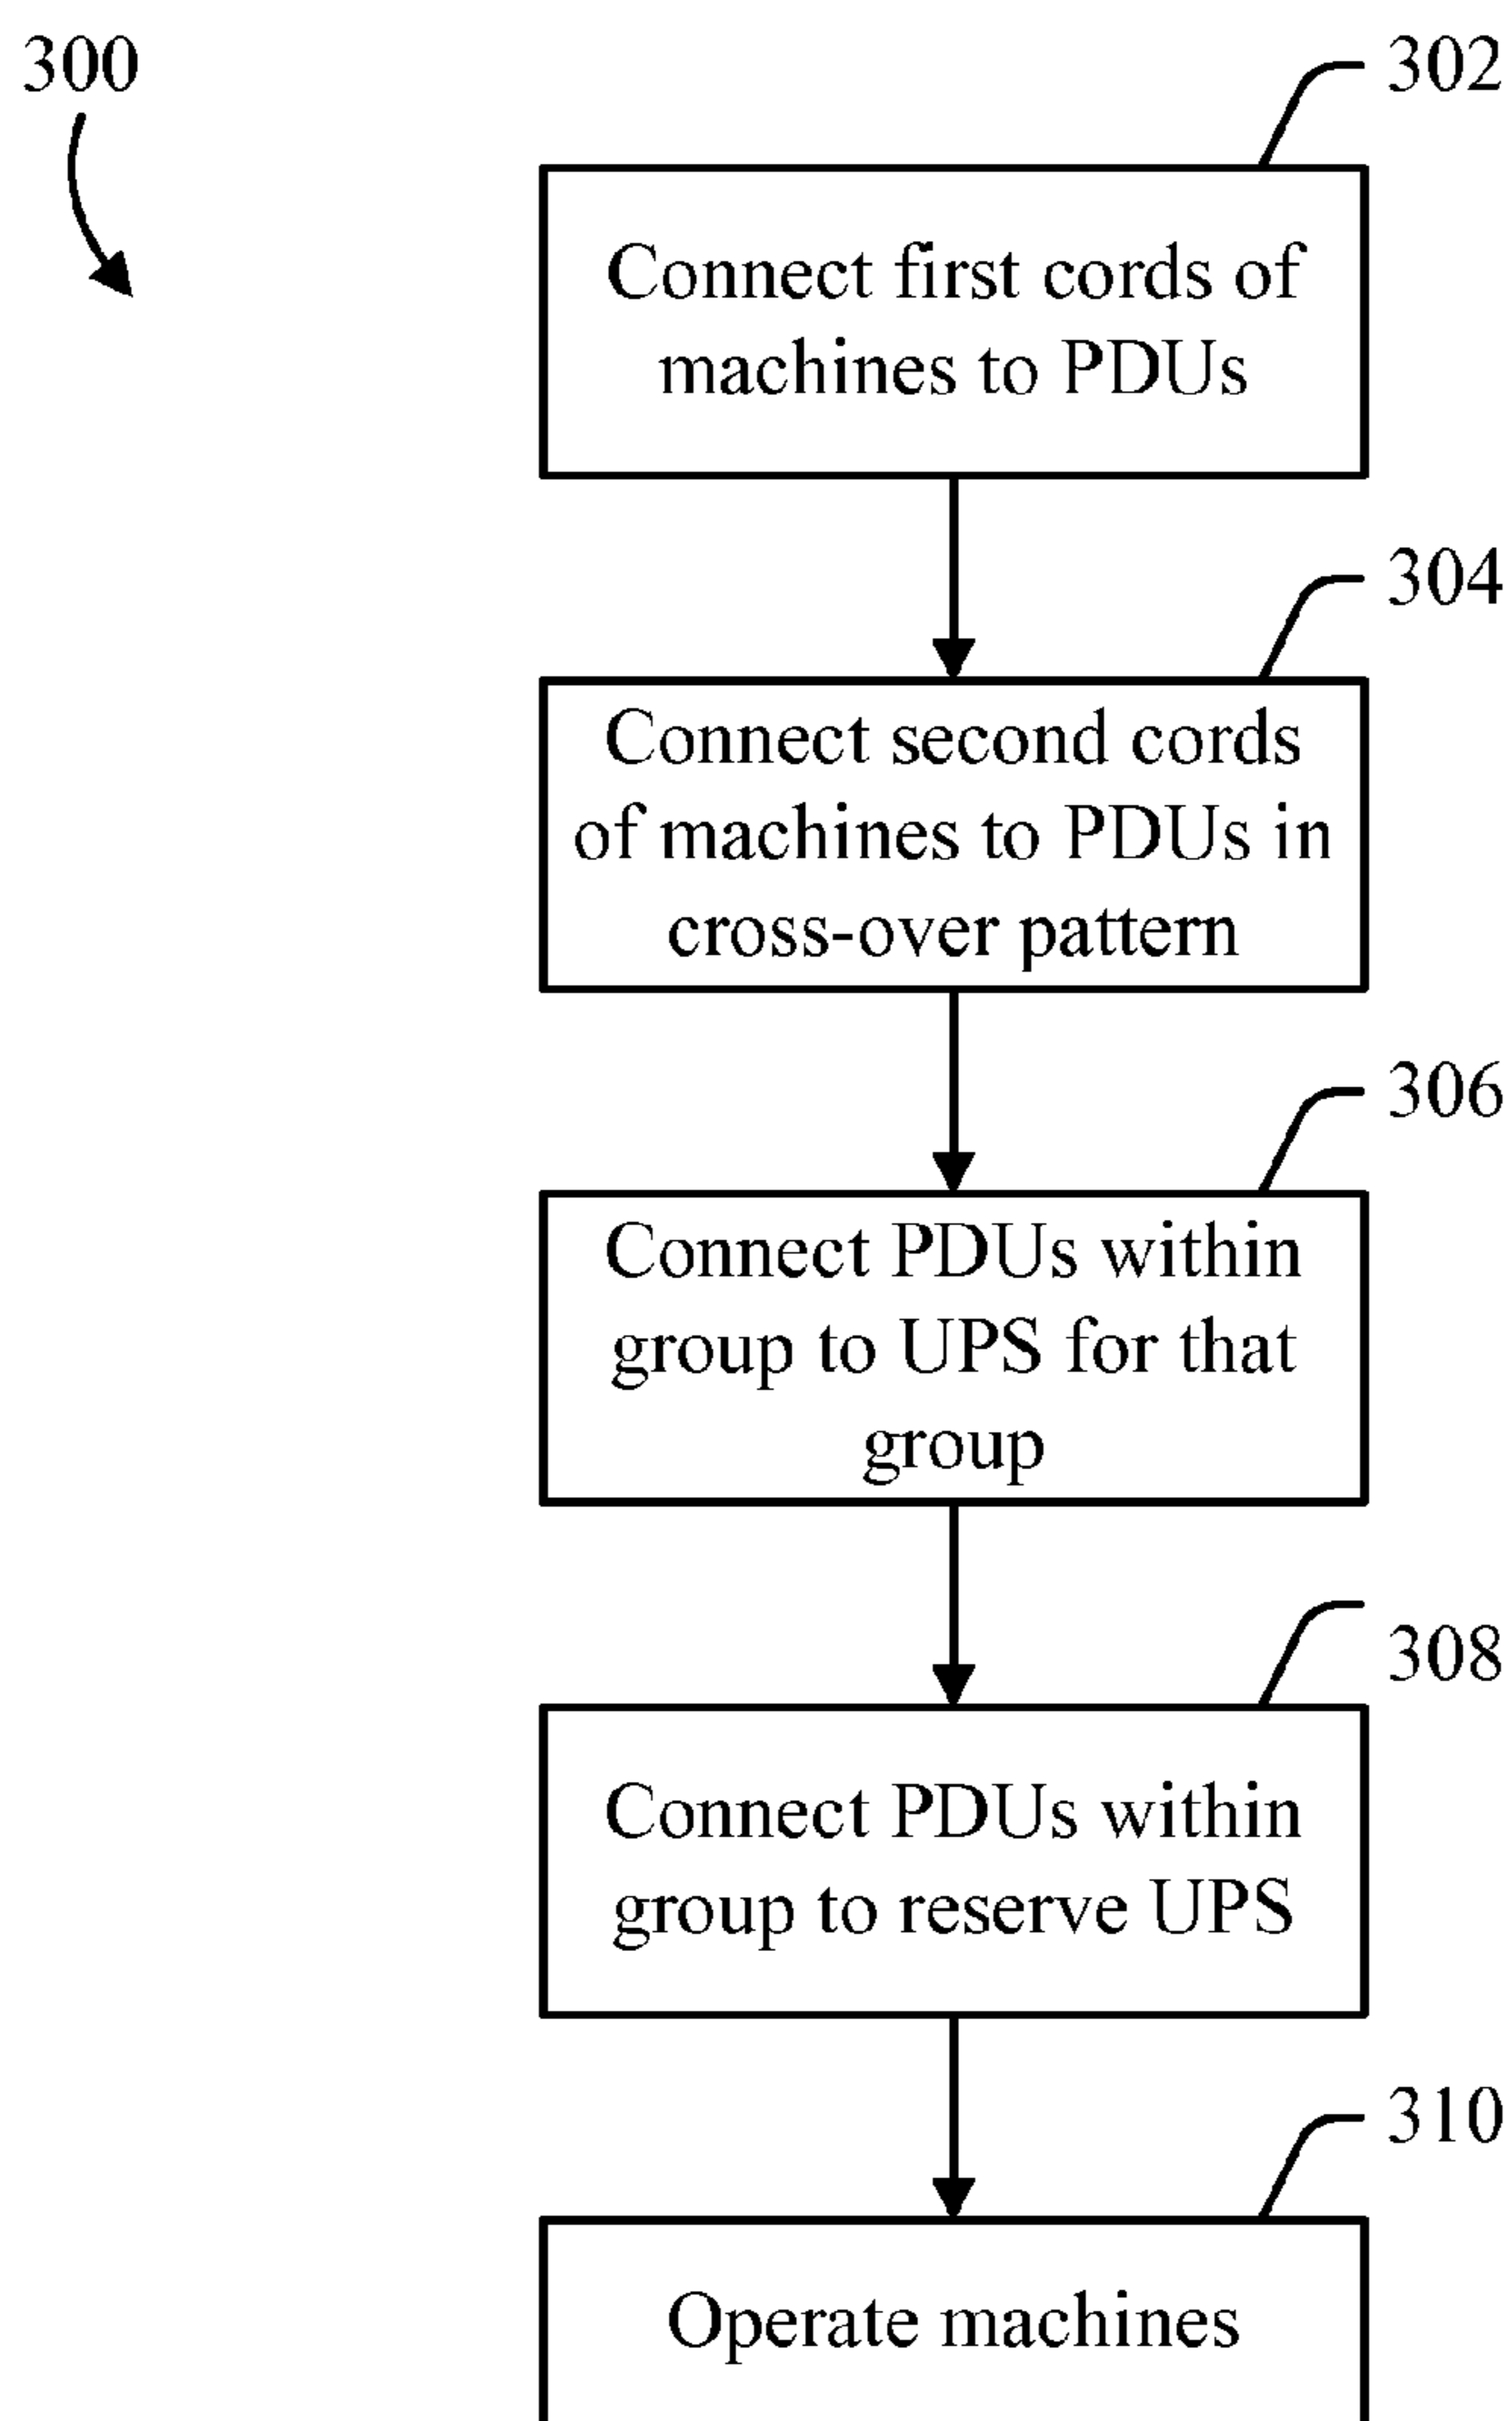 300
302
Connect first cords of
machines to PDUs
304
Connect second cords
of machines to PDUs in
cross-over pattern
306
Connect PDUs within
group to UPS for that
group
308
Connect PDUs within
group to reserve UPS
310
Operate machines